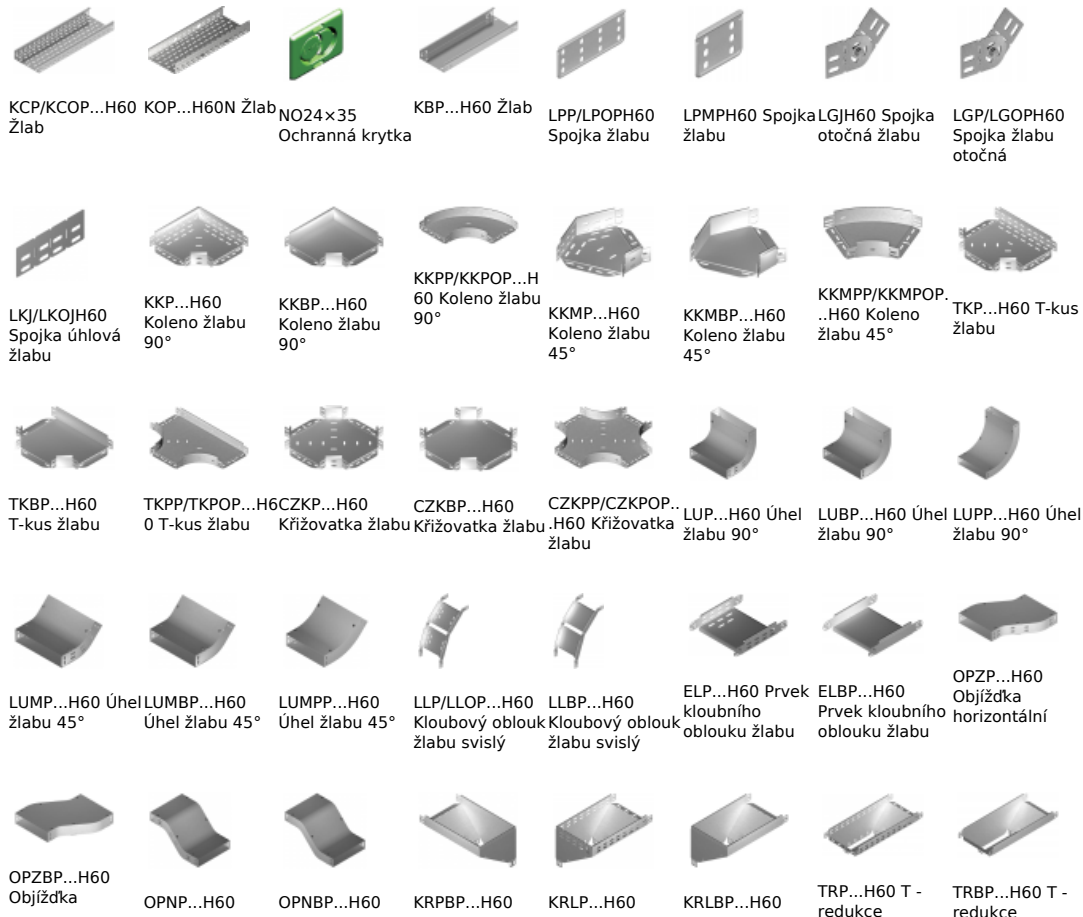 KCP/KCOP...H60
Žlab
KOP...H60N Žlab
NO24×35
Ochranná krytka
KBP...H60 Žlab
LPP/LPOPH60
Spojka žlabu
LPMPH60 Spojka
žlabu
LGJH60 Spojka
otočná žlabu
LGP/LGOPH60
Spojka žlabu
otočná
LKJ/LKOJH60
Spojka úhlová
žlabu
KKP...H60
Koleno žlabu
90°
KKBP...H60
Koleno žlabu
90°
KKPP/KKPOP...H
60 Koleno žlabu
90°
KKMP...H60
Koleno žlabu
45°
KKMBP...H60
Koleno žlabu
45°
KKMPP/KKMPOP.
..H60 Koleno
žlabu 45°
TKP...H60 T-kus
žlabu
TKBP...H60
T-kus žlabu
TKPP/TKPOP...H6
0 T-kus žlabu
CZKP...H60
Křižovatka žlabu
CZKBP...H60
Křižovatka žlabu
CZKPP/CZKPOP..
.H60 Křižovatka
žlabu
LUP...H60 Úhel
žlabu 90°
LUBP...H60 Úhel
žlabu 90°
LUPP...H60 Úhel
žlabu 90°
LUMP...H60 Úhel
žlabu 45°
LUMBP...H60
Úhel žlabu 45°
LUMPP...H60
Úhel žlabu 45°
LLP/LLOP...H60
Kloubový oblouk
žlabu svislý
LLBP...H60
Kloubový oblouk
žlabu svislý
ELP...H60 Prvek
kloubního
oblouku žlabu
ELBP...H60
Prvek kloubního
oblouku žlabu
OPZP...H60
Objížďka
horizontální
OPZBP...H60
Objížďka
OPNP...H60
OPNBP...H60
KRPBP...H60
KRLP...H60
KRLBP...H60
TRP...H60 T -
redukce
TRBP...H60 T -
redukce